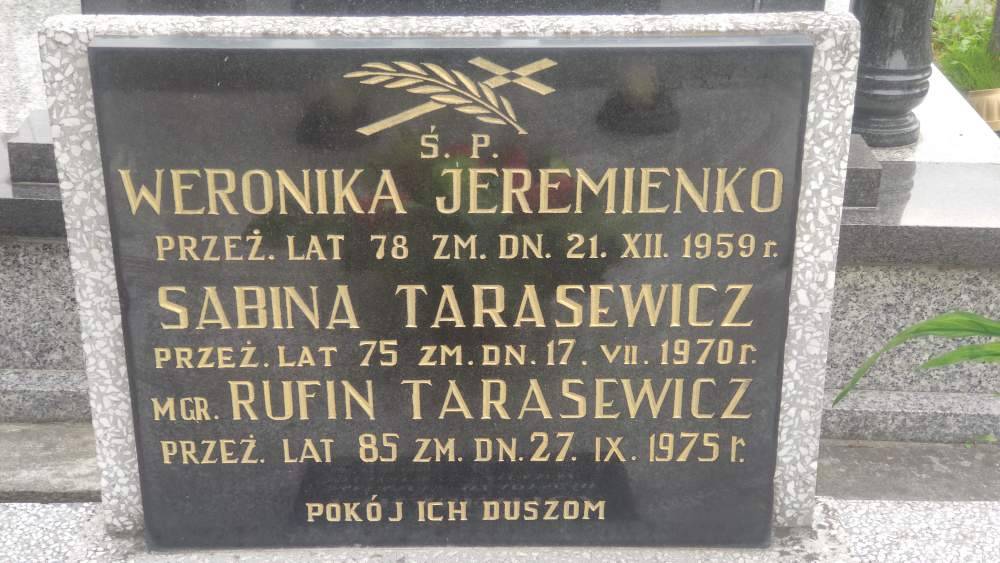 Ś. P.
WERONIKA JEREMIENKO
PRZEŻ. LAT 78 ZM. DN. 21. XII. 1959 r.
SABINA TARASEWICZ
PRZEŻ. LAT 75 ZM. DN. 17. VII. 1970 r.
MGR. RUFIN TARASEWICZ
PRZEŻ. LAT 85 ZM. DN. 27. IX. 1975 r.
POKÓJ ICH DUSZOM